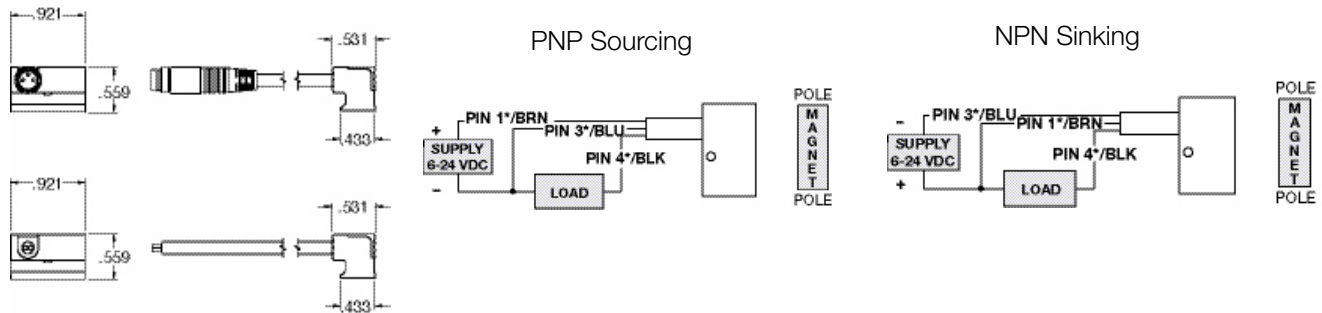 .921
.559
.531
.433
.921
.559
.531
.433
PNP Sourcing
+
SUPPLY
6-24 VDC
-
PIN 1*/BRN
PIN 3*/BLU
PIN 4*/BLK
LOAD
POLE
MAGNET
POLE
NPN Sinking
-
SUPPLY
6-24 VDC
+
PIN 3*/BLU
PIN 1*/BRN
PIN 4*/BLK
LOAD
POLE
MAGNET
POLE